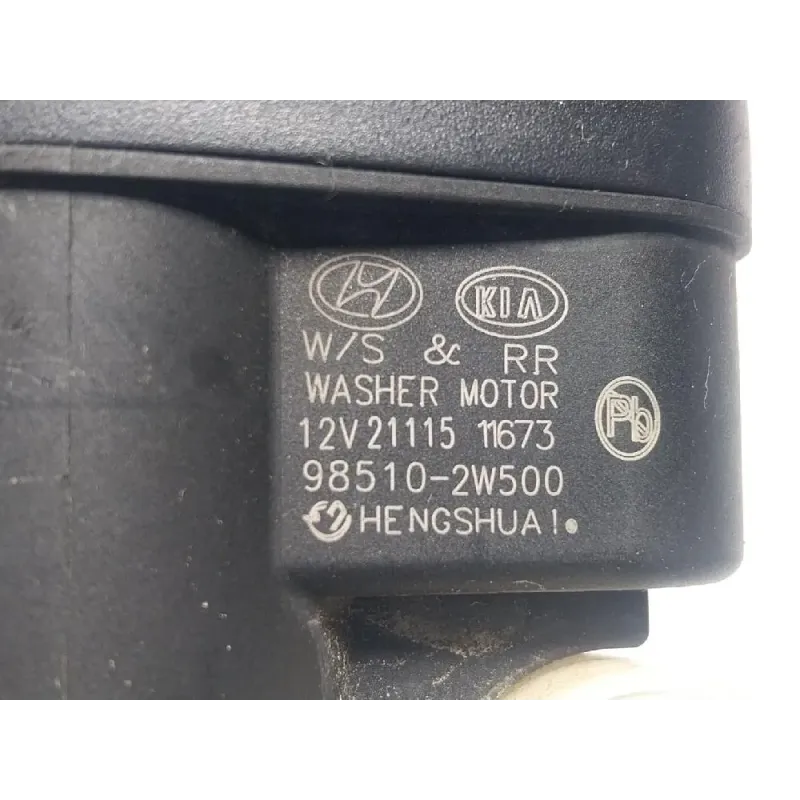 H KIA
W/S & RR
WASHER MOTOR
12V 21115 11673
Pb
98510-2W500
HENGSHUAI.